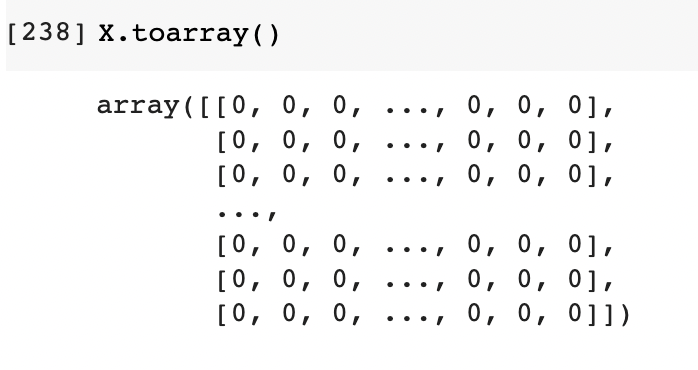 [238] X.toarray()
array([[0, 0, 0, ..., 0, 0, 0],
[0, 0, 0, ..., 0, 0, 0],
[0, 0, 0, ..., 0, 0, 0],
...,
[0, 0, 0, ..., 0, 0, 0],
[0, 0, 0, ..., 0, 0, 0],
[0, 0, 0, ..., 0, 0, 0]])